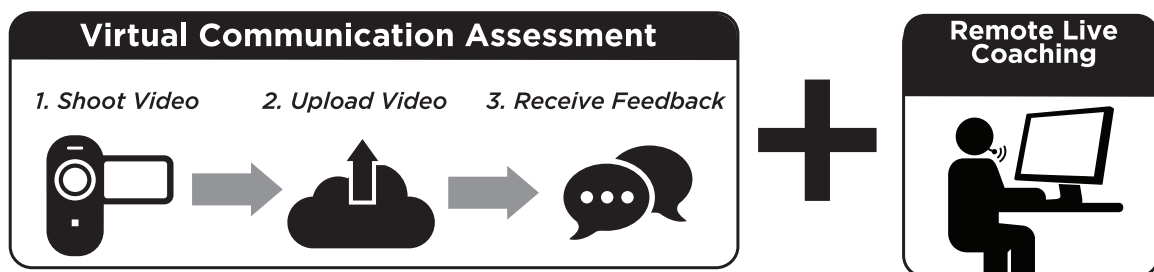 Virtual Communication Assessment
1. Shoot Video
2. Upload Video
3. Receive Feedback
Remote Live
Coaching